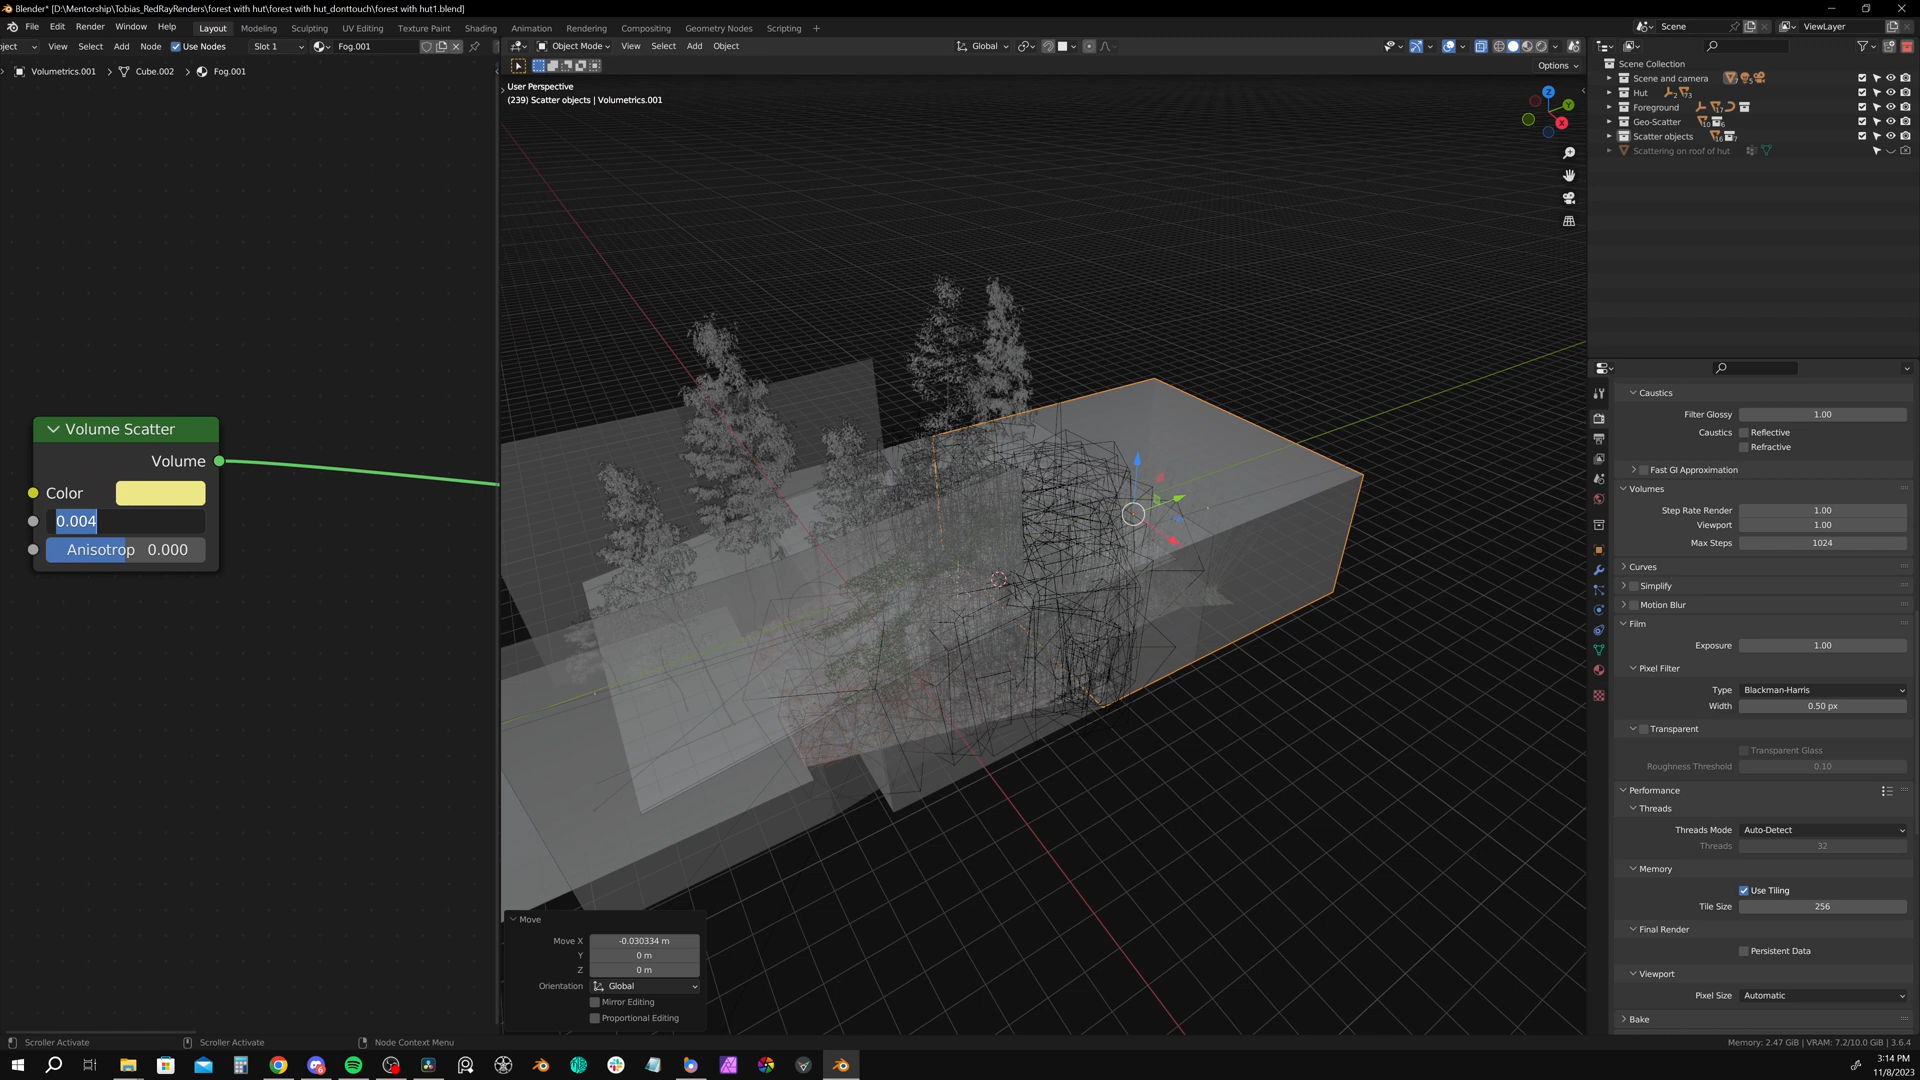 Blender* [D:\Mentorship\Tobias_RedRayRenders\forest with hut\forest with hut_donttouch\forest with hut1.blend]
File Edit Render Window Help Layout Modeling Sculpting UV Editing Texture Paint Shading Animation Rendering Compositing Geometry Nodes Scripting + Scene ViewLayer
ject View Select Add Node Use Nodes Slot 1 Fog.001 Object Mode View Select Add Object Global
Options
Volumetrics.001 > Cube.002 > Fog.001
User Perspective
(239) Scatter objects | Volumetrics.001
Z
Y
X
Scene Collection
Scene and camera
Hut
Foreground
Geo-Scatter
Scatter objects
Scattering on roof of hut
Volume Scatter
Volume
Color
0.004
Anisotrop 0.000
Move
Move X -0.030334 m
Y 0 m
Z 0 m
Orientation Global
Mirror Editing
Proportional Editing
Caustics
Filter Glossy 1.00
Caustics Reflective
Refractive
Fast GI Approximation
Volumes
Step Rate Render 1.00
Viewport 1.00
Max Steps 1024
Curves
Simplify
Motion Blur
Film
Exposure 1.00
Pixel Filter
Type Blackman-Harris
Width 0.50 px
Transparent
Transparent Glass
Roughness Threshold 0.10
Performance
Threads
Threads Mode Auto-Detect
Threads 32
Memory
Use Tiling
Tile Size 256
Final Render
Persistent Data
Viewport
Pixel Size Automatic
Bake
Scroller Activate Scroller Activate Node Context Menu Memory: 2.47 GiB | VRAM: 7.2/10.0 GiB | 3.6.4
3:14 PM
11/8/2023